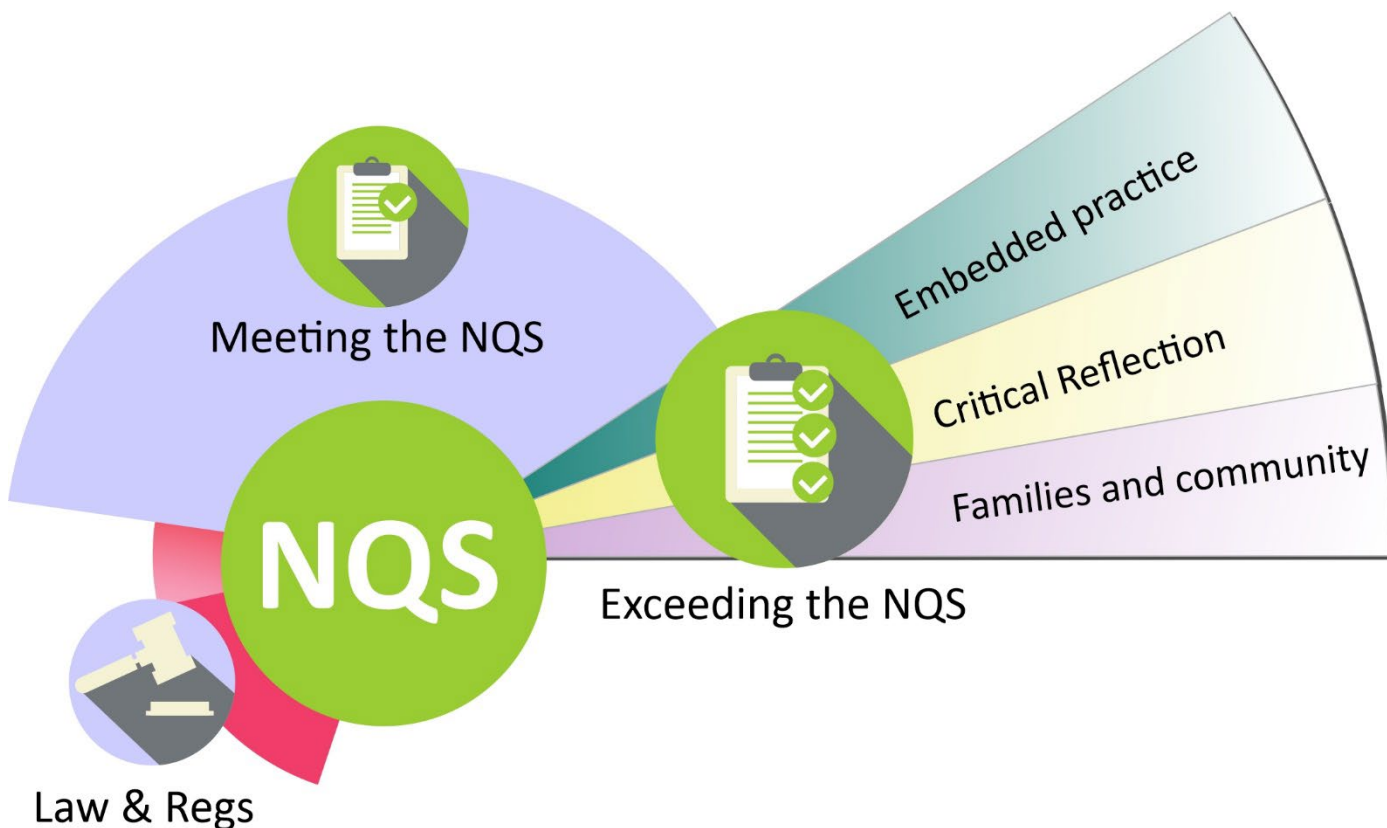 Meeting the NQS
Embedded practice
Critical Reflection
Families and community
NQS
Exceeding the NQS
Law & Regs